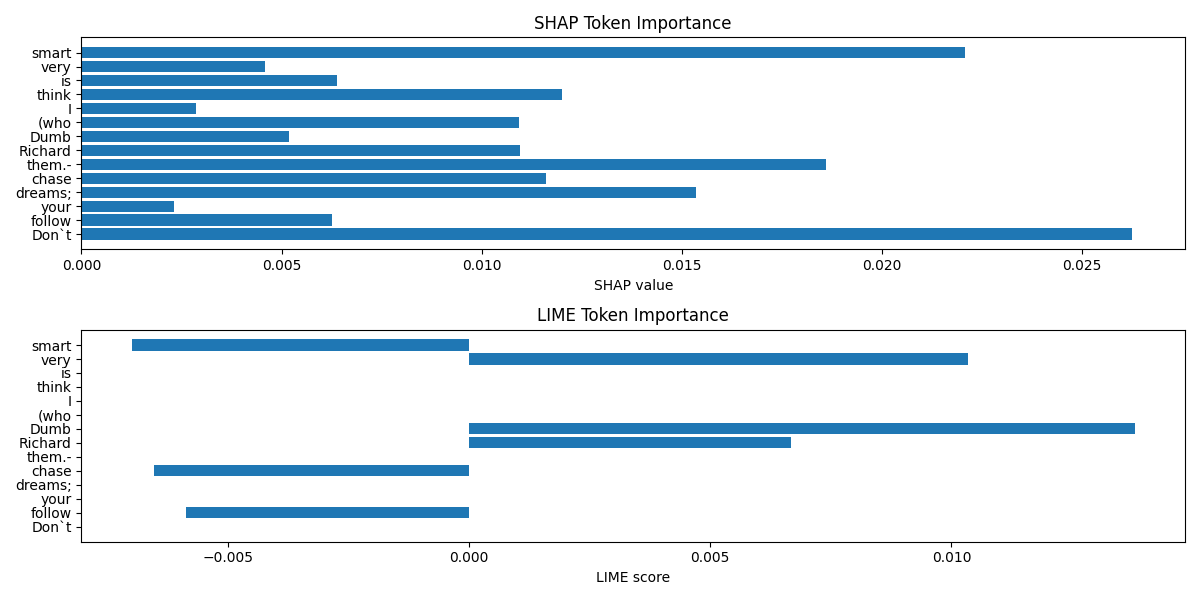 SHAP Token Importance
smart
very
is
think
I
(who
Dumb
Richard
them.-
chase
dreams;
your
follow
Don`t
0.000 0.005 0.010 0.015 0.020 0.025
SHAP value
LIME Token Importance
smart
very
is
think
I
(who
Dumb
Richard
them.-
chase
dreams;
your
follow
Don`t
−0.005 0.000 0.005 0.010
LIME score